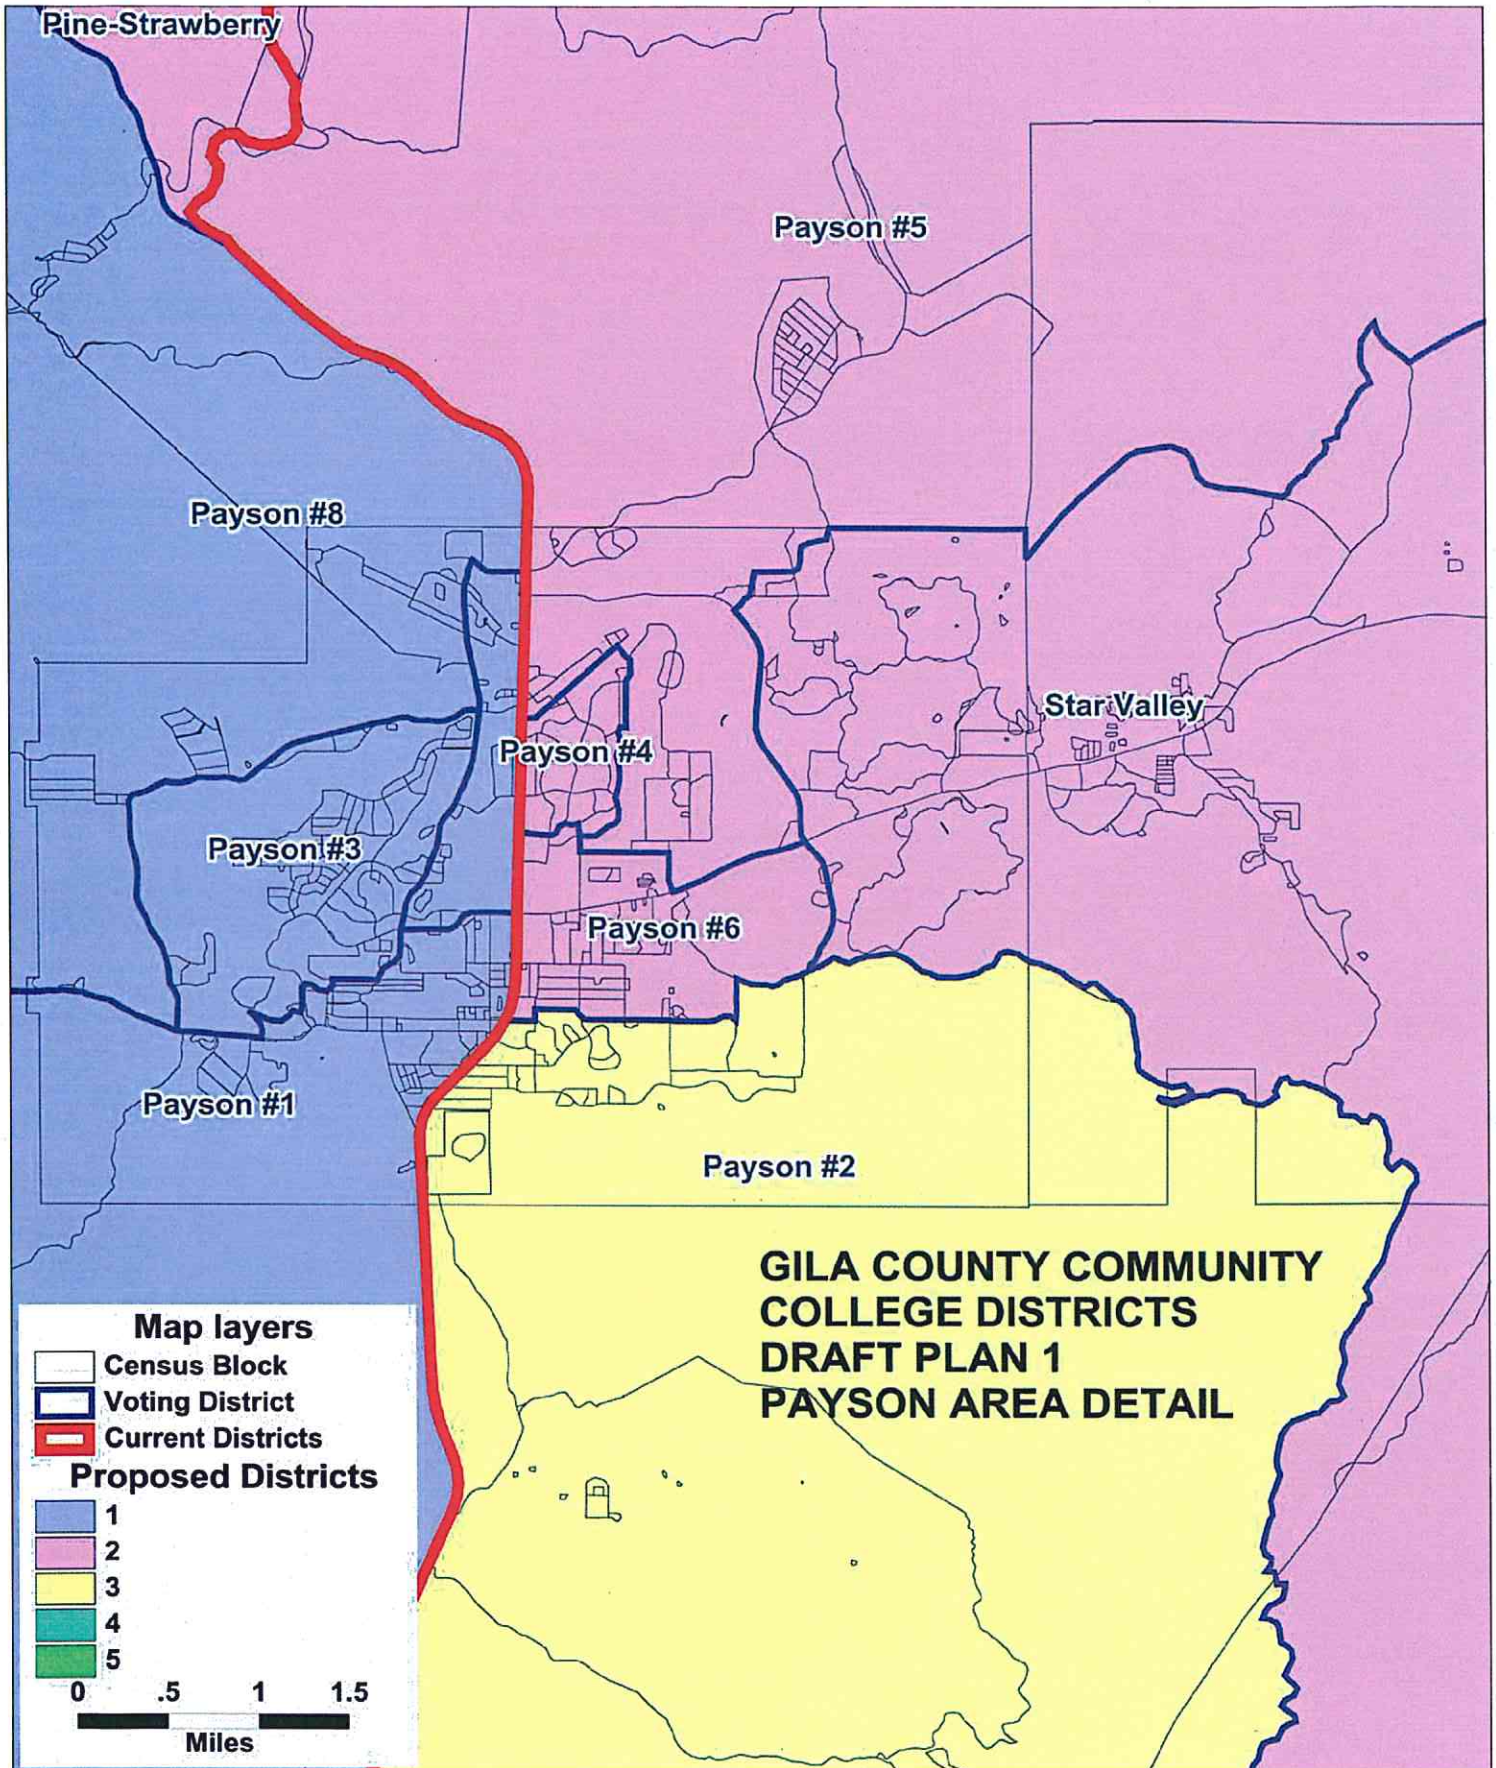 Pine-Strawberry
Payson #5
Payson #8
Star Valley
Payson #4
Payson #3
Payson #6
Payson #1
Payson #2
GILA COUNTY COMMUNITY
COLLEGE DISTRICTS
DRAFT PLAN 1
PAYSON AREA DETAIL
Map layers
Census Block
Voting District
Current Districts
Proposed Districts
1
2
3
4
5
0 .5 1 1.5
Miles